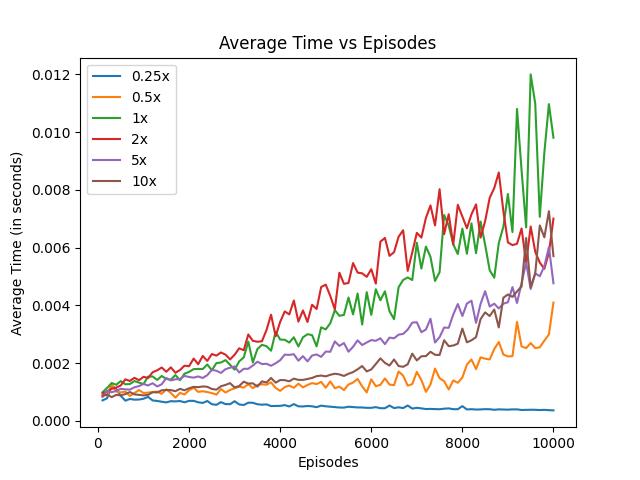 Average Time vs Episodes
0.25x
0.5x
1x
2x
5x
10x
Average Time (in seconds)
0.012
0.010
0.008
0.006
0.004
0.002
0.000
0 2000 4000 6000 8000 10000
Episodes